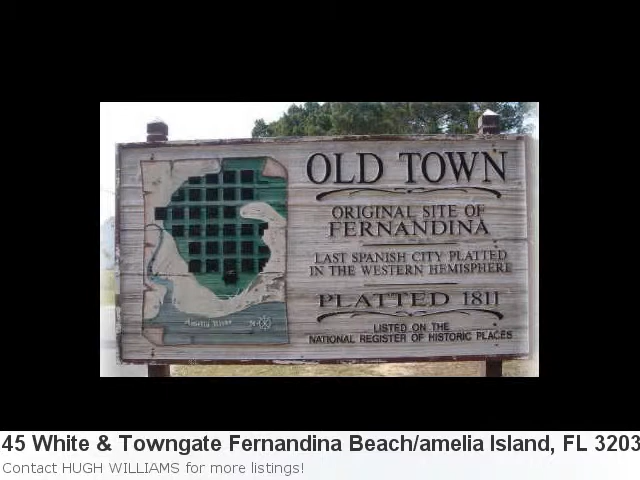 OLD TOWN
ORIGINAL SITE OF
FERNANDINA
LAST SPANISH CITY PLATTED
IN THE WESTERN HEMISPHERE
PLATTED 1811
LISTED ON THE
NATIONAL REGISTER OF HISTORIC PLACES
Amelia River
N
45 White & Towngate Fernandina Beach/amelia Island, FL 3203
Contact HUGH WILLIAMS for more listings!